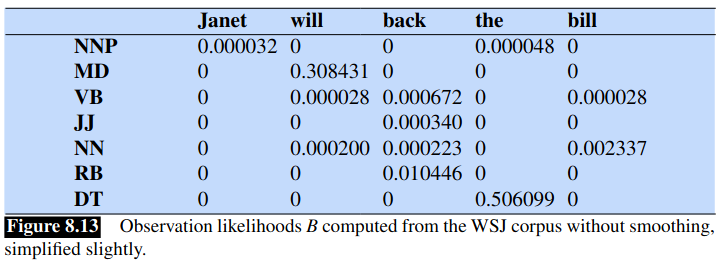 Janet will back the bill
NNP 0.000032 0 0 0.000048 0
MD 0 0.308431 0 0 0
VB 0 0.000028 0.000672 0 0.000028
JJ 0 0 0.000340 0 0
NN 0 0.000200 0.000223 0 0.002337
RB 0 0 0.010446 0 0
DT 0 0 0 0.506099 0
Figure 8.13 Observation likelihoods B computed from the WSJ corpus without smoothing,
simplified slightly.